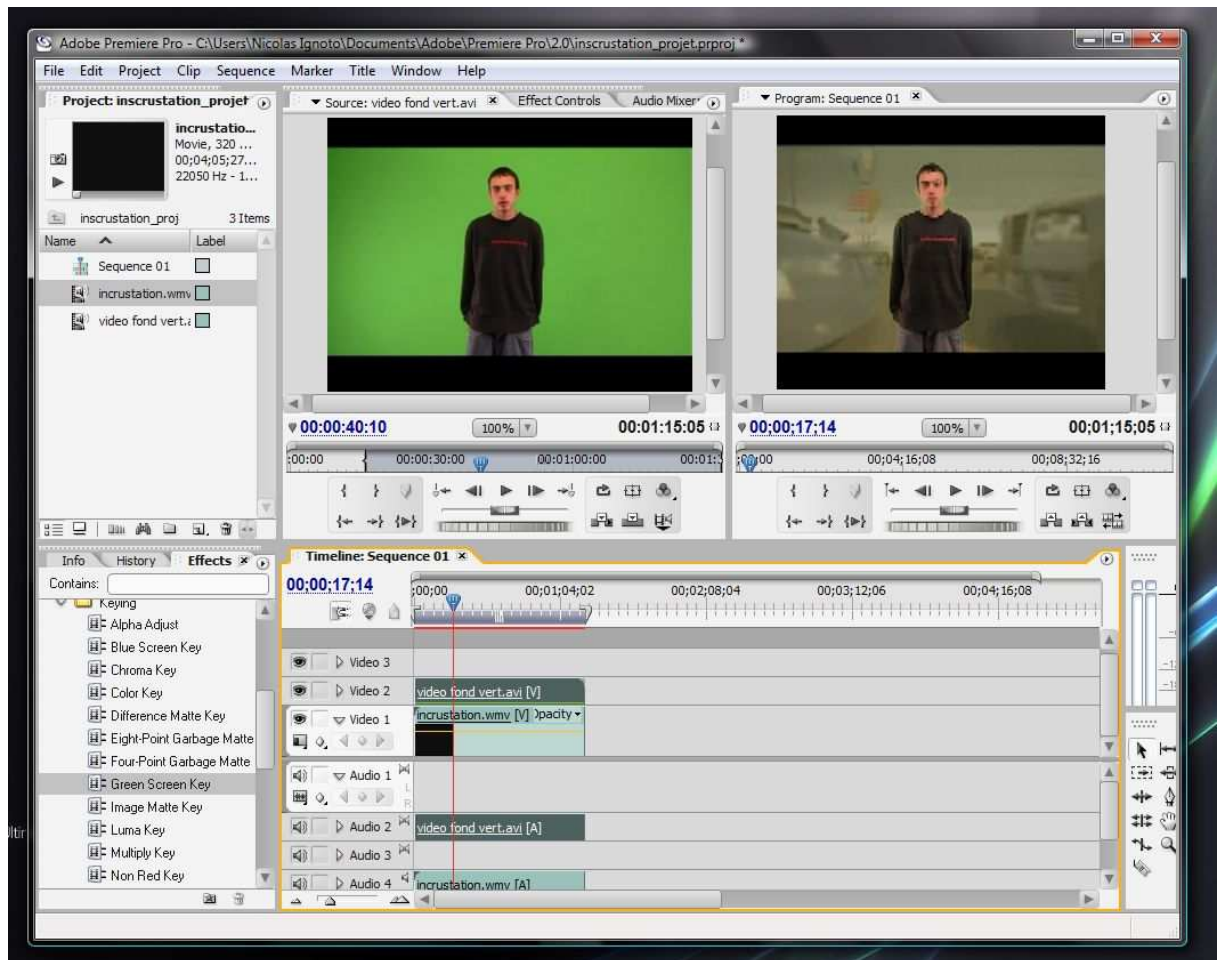 Adobe Premiere Pro - C:\Users\Nicolas Ignoto\Documents\Adobe\Premiere Pro\2.0\inscrustation_projet.prproj *
File Edit Project Clip Sequence Marker Title Window Help
Project: inscrustation_projet
incrustatio...
Movie, 320 ...
00;04;05;27...
22050 Hz - 1...
inscrustation_proj 3 Items
Name Label
Sequence 01
incrustation.wmv
video fond vert.a
Source: video fond vert.avi Effect Controls Audio Mixer:
00:00:40:10 100% 00:01:15:05
:00:00 00:00:30:00 00:01:00:00 00:01:
Program: Sequence 01
00;00;17;14 100% 00;01;15;05
;00;00 00;04;16;08 00;08;32;16
Info History Effects
Contains:
Keying
Alpha Adjust
Blue Screen Key
Chroma Key
Color Key
Difference Matte Key
Eight-Point Garbage Matte
Four-Point Garbage Matte
Green Screen Key
Image Matte Key
Luma Key
Multiply Key
Non Red Key
Timeline: Sequence 01
00;00;17;14
;00;00 00;01;04;02 00;02;08;04 00;03;12;06 00;04;16;08
Video 3
Video 2 video fond vert.avi [V]
Video 1 incrustation.wmv [V] Opacity
Audio 1
L
R
Audio 2 video fond vert.avi [A]
Audio 3
Audio 4 incrustation.wmv [A]